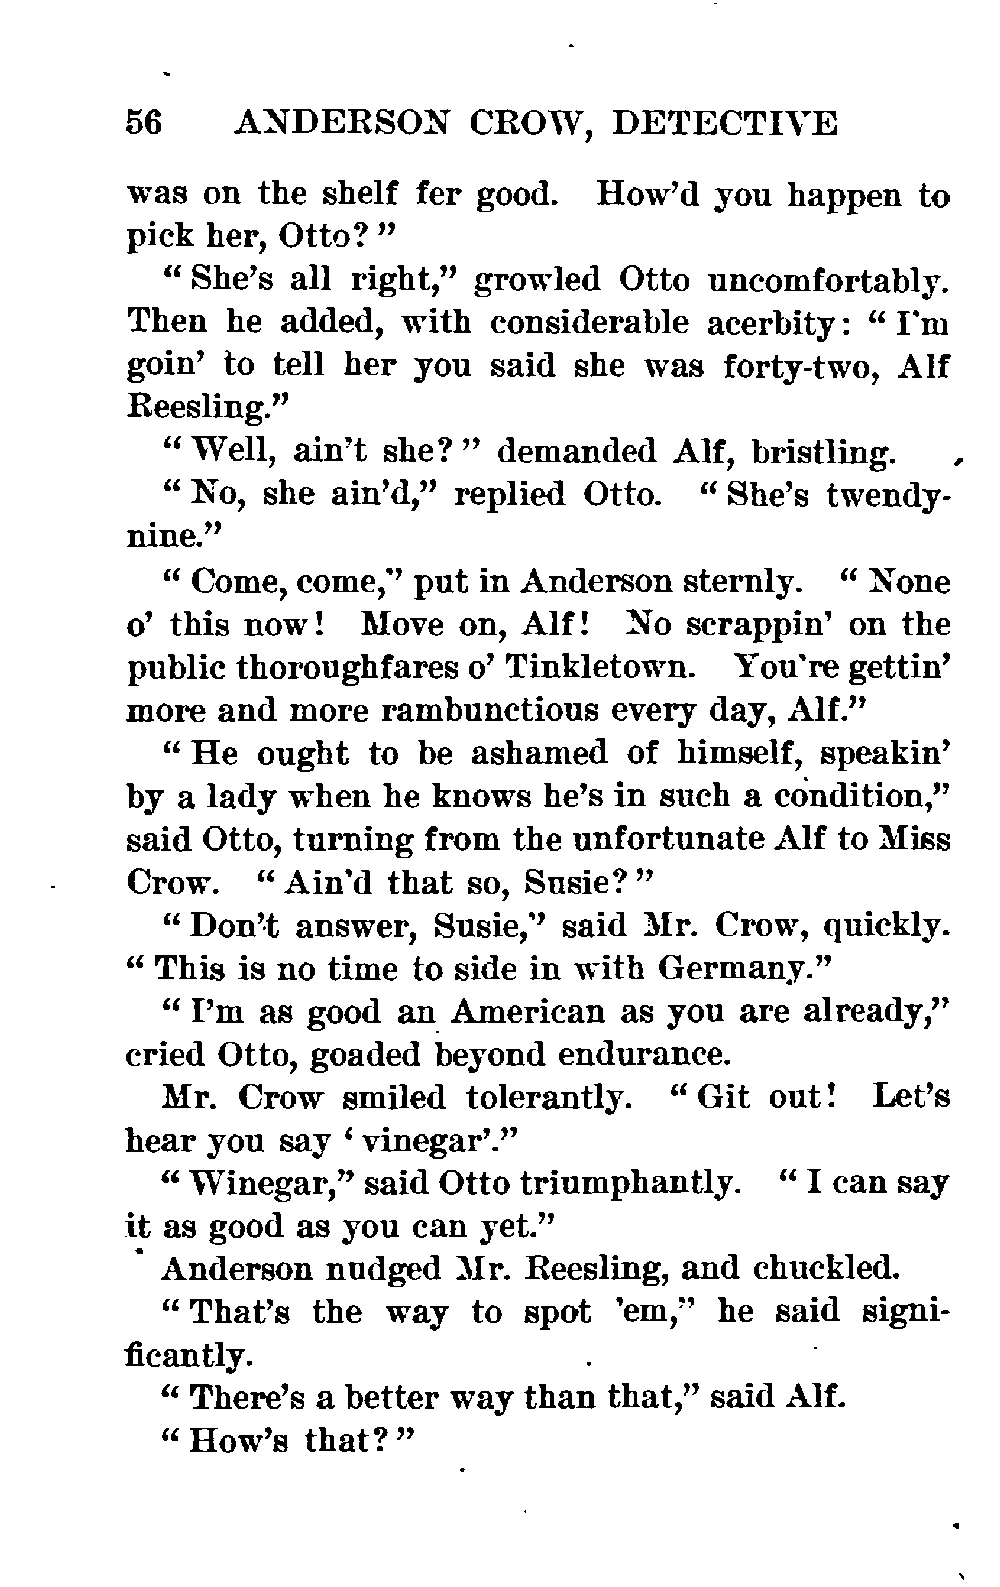 56 ANDERSON CROW, DETECTIVE
was on the shelf fer good. How'd you happen to
pick her, Otto?"
"She's all right," growled Otto uncomfortably.
Then he added, with considerable acerbity: "I'm
goin' to tell her you said she was forty-two, Alf
Reesling."
"Well, ain't she?" demanded Alf, bristling.
"No, she ain'd," replied Otto. "She's twendy-
nine."
"Come, come," put in Anderson sternly. "None
o' this now! Move on, Alf! No scrappin' on the
public thoroughfares o' Tinkletown. You're gettin'
more and more rambunctious every day, Alf."
"He ought to be ashamed of himself, speakin'
by a lady when he knows he's in such a condition,"
said Otto, turning from the unfortunate Alf to Miss
Crow. "Ain'd that so, Susie?"
"Don't answer, Susie," said Mr. Crow, quickly.
"This is no time to side in with Germany."
"I'm as good an American as you are already,"
cried Otto, goaded beyond endurance.
Mr. Crow smiled tolerantly. "Git out! Let's
hear you say 'vinegar'."
"Winegar," said Otto triumphantly. "I can say
it as good as you can yet."
Anderson nudged Mr. Reesling, and chuckled.
"That's the way to spot 'em," he said signi-
ficantly.
"There's a better way than that," said Alf.
"How's that?"